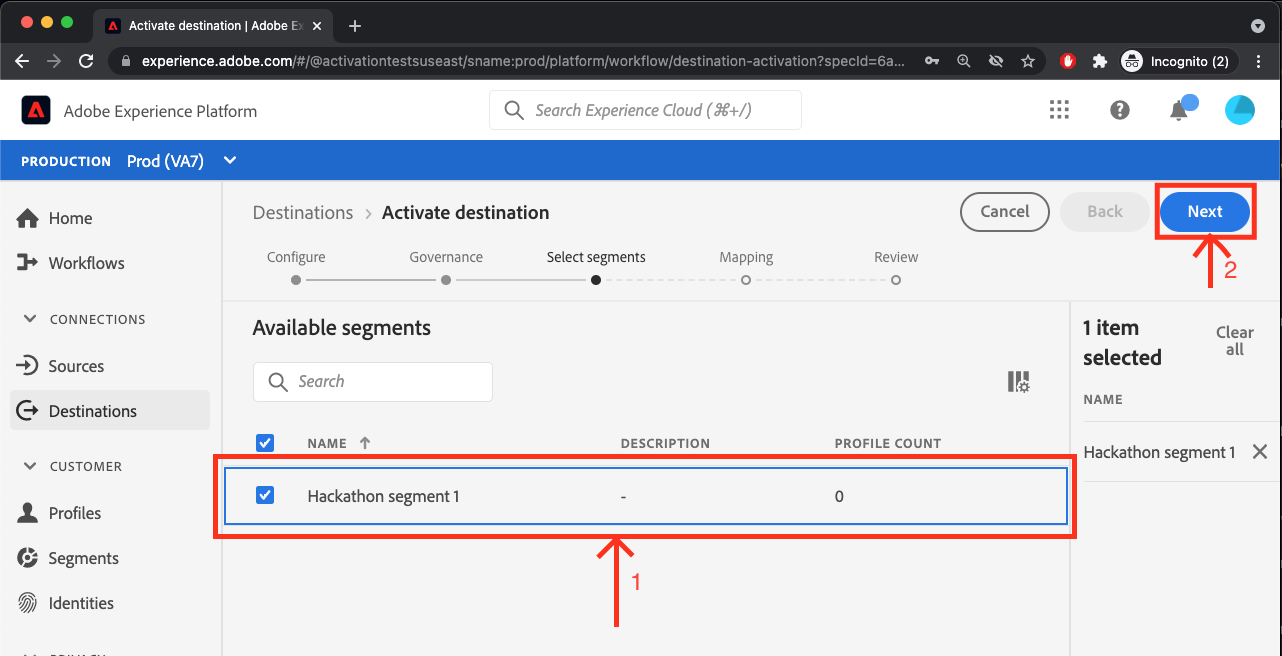 Activate destination | Adobe Ex
experience.adobe.com/#/@activationtestsuseast/sname:prod/platform/workflow/destination-activation?specId=6a...
Incognito (2)
Adobe Experience Platform
Search Experience Cloud (⌘+/)
PRODUCTION Prod (VA7)
Home
Workflows
CONNECTIONS
Sources
Destinations
CUSTOMER
Profiles
Segments
Identities
Destinations > Activate destination
Cancel
Back
Next
2
Configure
Governance
Select segments
Mapping
Review
Available segments
Search
NAME DESCRIPTION PROFILE COUNT
Hackathon segment 1 - 0
1
1 item
selected
Clear
all
NAME
Hackathon segment 1